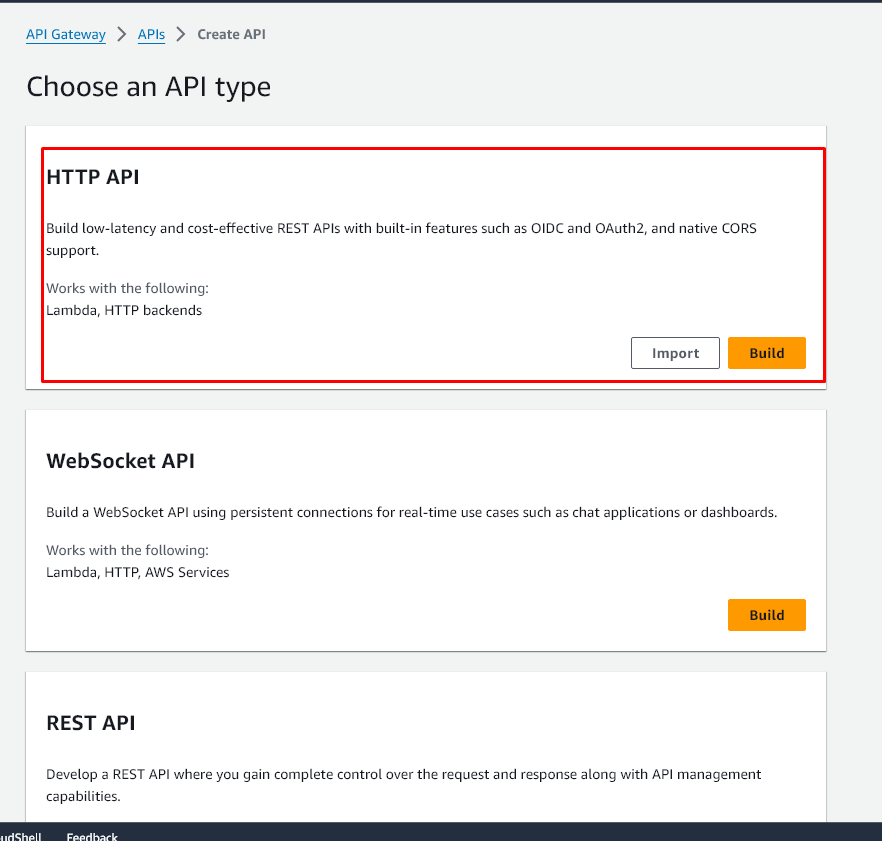 API Gateway > APIs > Create API
Choose an API type
HTTP API
Build low-latency and cost-effective REST APIs with built-in features such as OIDC and OAuth2, and native CORS
support.
Works with the following:
Lambda, HTTP backends
Import Build
WebSocket API
Build a WebSocket API using persistent connections for real-time use cases such as chat applications or dashboards.
Works with the following:
Lambda, HTTP, AWS Services
Build
REST API
Develop a REST API where you gain complete control over the request and response along with API management
capabilities.
udShell Feedback